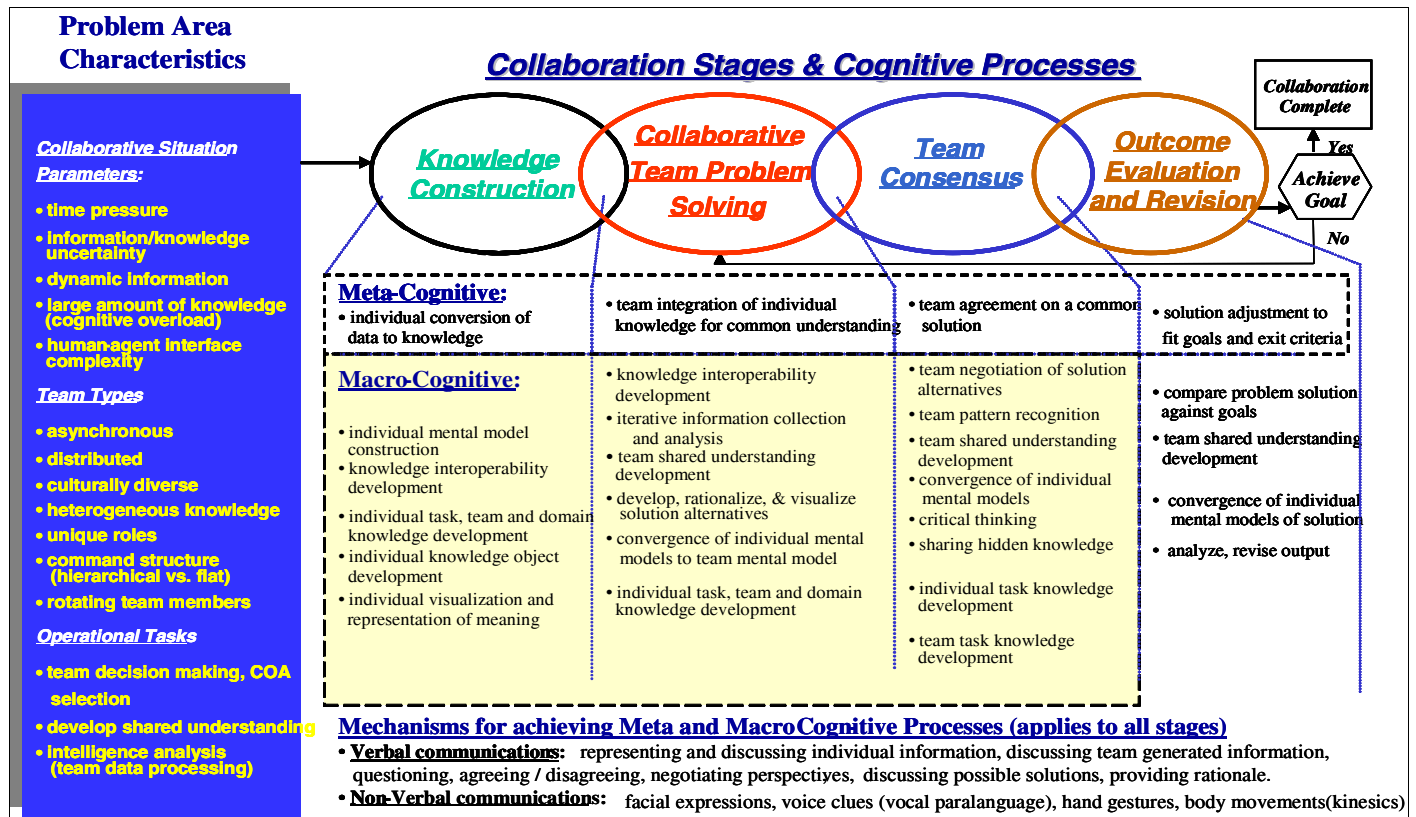 Problem Area
Characteristics
Collaborative Situation
Parameters:
• time pressure
• information/knowledge
uncertainty
• dynamic information
• large amount of knowledge
(cognitive overload)
• human-agent interface
complexity
Team Types
• asynchronous
• distributed
• culturally diverse
• heterogeneous knowledge
• unique roles
• command structure
(hierarchical vs. flat)
• rotating team members
Operational Tasks
• team decision making, COA
selection
• develop shared understanding
• intelligence analysis
(team data processing)
Collaboration Stages & Cognitive Processes
Knowledge
Construction
Collaborative
Team Problem
Solving
Team
Consensus
Outcome
Evaluation
and Revision
Collaboration
Complete
Yes
Achieve
Goal
No
Meta-Cognitive:
• individual conversion of
data to knowledge
• team integration of individual
knowledge for common understanding
• team agreement on a common
solution
• solution adjustment to
fit goals and exit criteria
Macro-Cognitive:
• individual mental model
construction
• knowledge interoperability
development
• individual task, team and domain
knowledge development
• individual knowledge object
development
• individual visualization and
representation of meaning
• knowledge interoperability
development
• iterative information collection
and analysis
• team shared understanding
development
• develop, rationalize, & visualize
solution alternatives
• convergence of individual mental
models to team mental model
• individual task, team and domain
knowledge development
• team negotiation of solution
alternatives
• team pattern recognition
• team shared understanding
development
• convergence of individual
mental models
• critical thinking
• sharing hidden knowledge
• individual task knowledge
development
• team task knowledge
development
• compare problem solution
against goals
• team shared understanding
development
• convergence of individual
mental models of solution
• analyze, revise output
Mechanisms for achieving Meta and MacroCognitive Processes (applies to all stages)
• Verbal communications: representing and discussing individual information, discussing team generated information,
questioning, agreeing / disagreeing, negotiating perspectives, discussing possible solutions, providing rationale.
• Non-Verbal communications: facial expressions, voice clues (vocal paralanguage), hand gestures, body movements(kinesics)